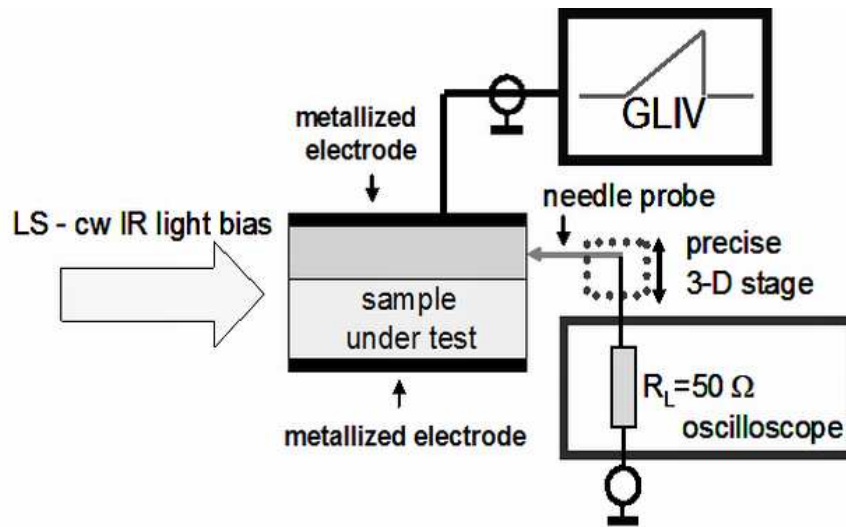 GLIV
metallized
electrode
needle probe
LS - cw IR light bias
precise
3-D stage
sample
under test
R_L=50 Ω
oscilloscope
metallized electrode